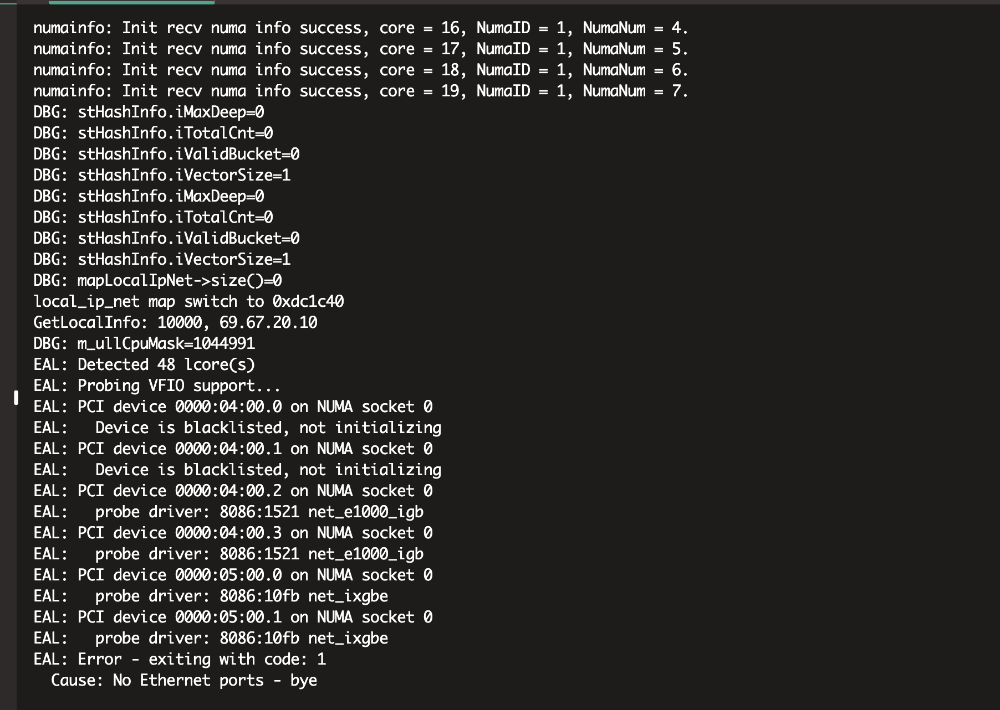 numainfo: Init recv numa info success, core = 16, NumaID = 1, NumaNum = 4.
numainfo: Init recv numa info success, core = 17, NumaID = 1, NumaNum = 5.
numainfo: Init recv numa info success, core = 18, NumaID = 1, NumaNum = 6.
numainfo: Init recv numa info success, core = 19, NumaID = 1, NumaNum = 7.
DBG: stHashInfo.iMaxDeep=0
DBG: stHashInfo.iTotalCnt=0
DBG: stHashInfo.iValidBucket=0
DBG: stHashInfo.iVectorSize=1
DBG: stHashInfo.iMaxDeep=0
DBG: stHashInfo.iTotalCnt=0
DBG: stHashInfo.iValidBucket=0
DBG: stHashInfo.iVectorSize=1
DBG: mapLocalIpNet->size()=0
local_ip_net map switch to 0xdc1c40
GetLocalInfo: 10000, 69.67.20.10
DBG: m_ullCpuMask=1044991
EAL: Detected 48 lcore(s)
EAL: Probing VFIO support...
EAL: PCI device 0000:04:00.0 on NUMA socket 0
EAL:   Device is blacklisted, not initializing
EAL: PCI device 0000:04:00.1 on NUMA socket 0
EAL:   Device is blacklisted, not initializing
EAL: PCI device 0000:04:00.2 on NUMA socket 0
EAL:   probe driver: 8086:1521 net_e1000_igb
EAL: PCI device 0000:04:00.3 on NUMA socket 0
EAL:   probe driver: 8086:1521 net_e1000_igb
EAL: PCI device 0000:05:00.0 on NUMA socket 0
EAL:   probe driver: 8086:10fb net_ixgbe
EAL: PCI device 0000:05:00.1 on NUMA socket 0
EAL:   probe driver: 8086:10fb net_ixgbe
EAL: Error - exiting with code: 1
  Cause: No Ethernet ports - bye